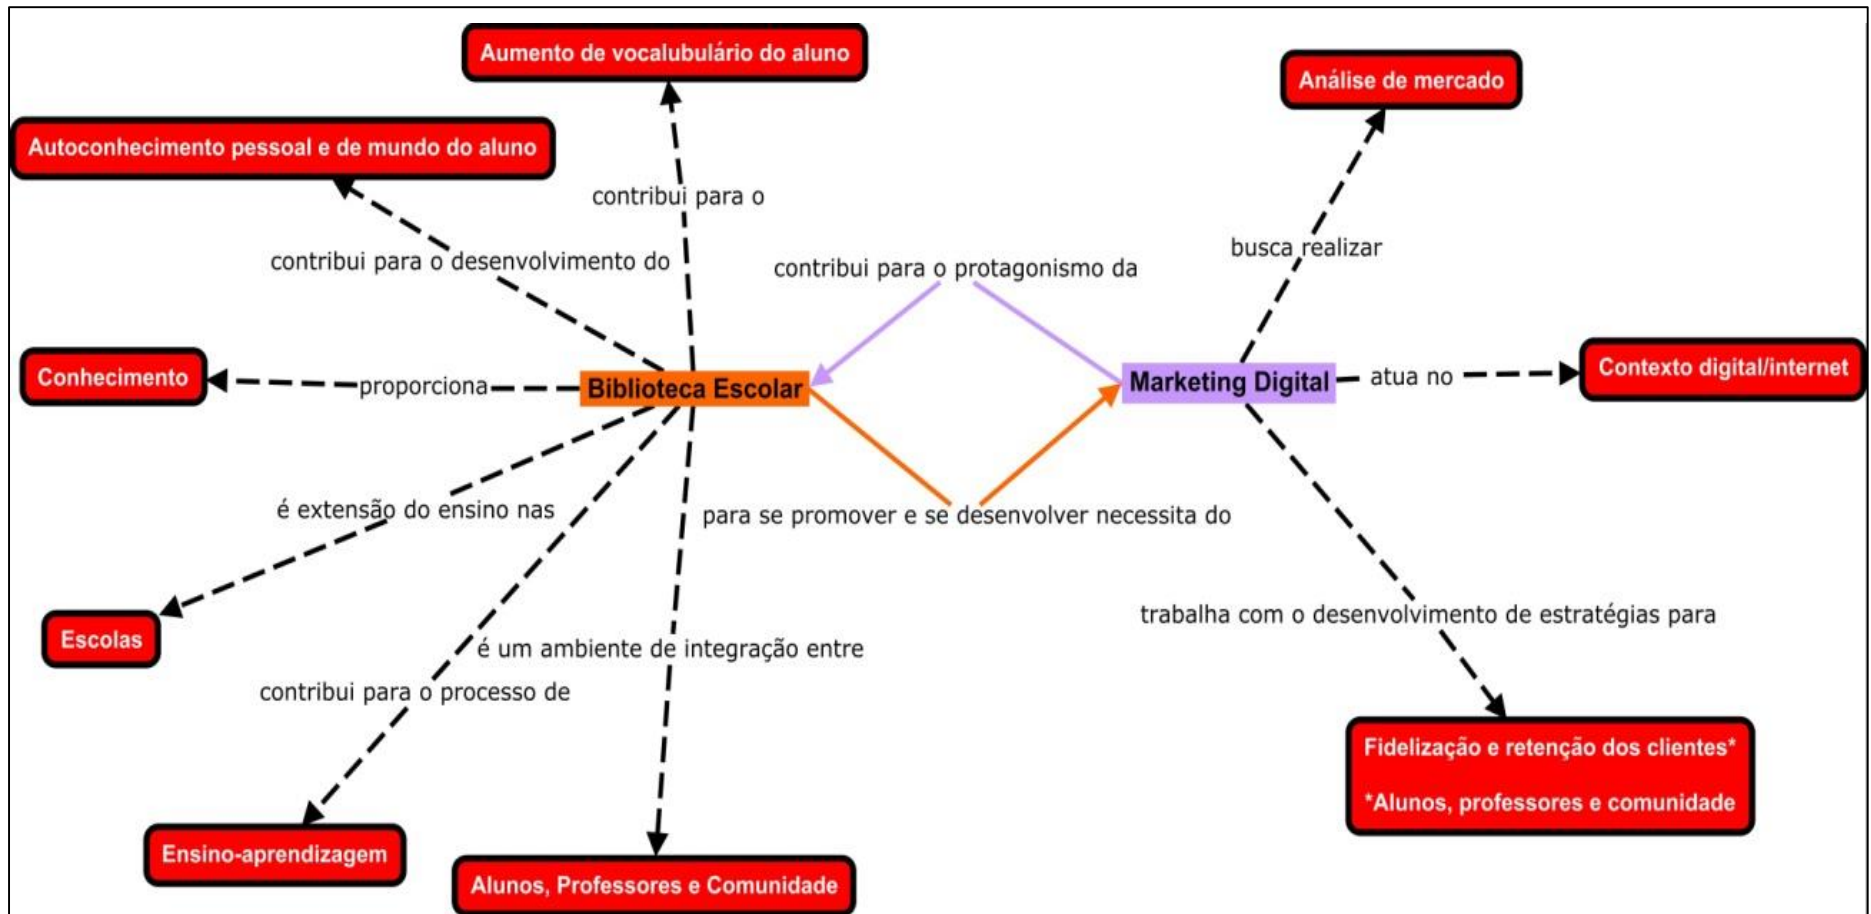 Aumento de vocalubulário do aluno
Análise de mercado
Autoconhecimento pessoal e de mundo do aluno
contribui para o
busca realizar
contribui para o desenvolvimento do
contribui para o protagonismo da
Conhecimento
proporciona
Biblioteca Escolar
Marketing Digital
atua no
Contexto digital/internet
é extensão do ensino nas
para se promover e se desenvolver necessita do
trabalha com o desenvolvimento de estratégias para
Escolas
é um ambiente de integração entre
contribui para o processo de
Fidelização e retenção dos clientes*
*Alunos, professores e comunidade
Ensino-aprendizagem
Alunos, Professores e Comunidade